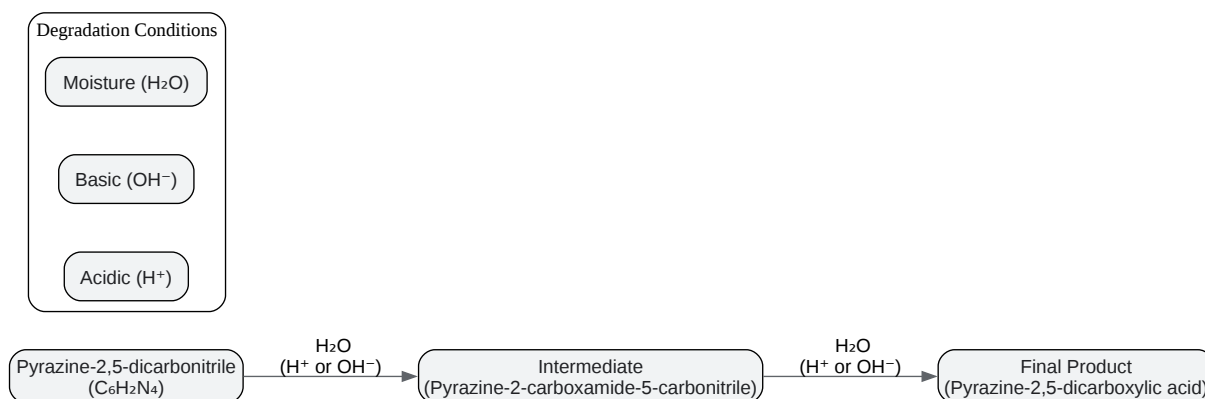 Degradation Conditions
Moisture (H₂O)
Basic (OH⁻)
Acidic (H⁺)
Pyrazine-2,5-dicarbonitrile
(C₆H₂N₄)
H₂O
(H⁺ or OH⁻)
Intermediate
(Pyrazine-2-carboxamide-5-carbonitrile)
H₂O
(H⁺ or OH⁻)
Final Product
(Pyrazine-2,5-dicarboxylic acid)